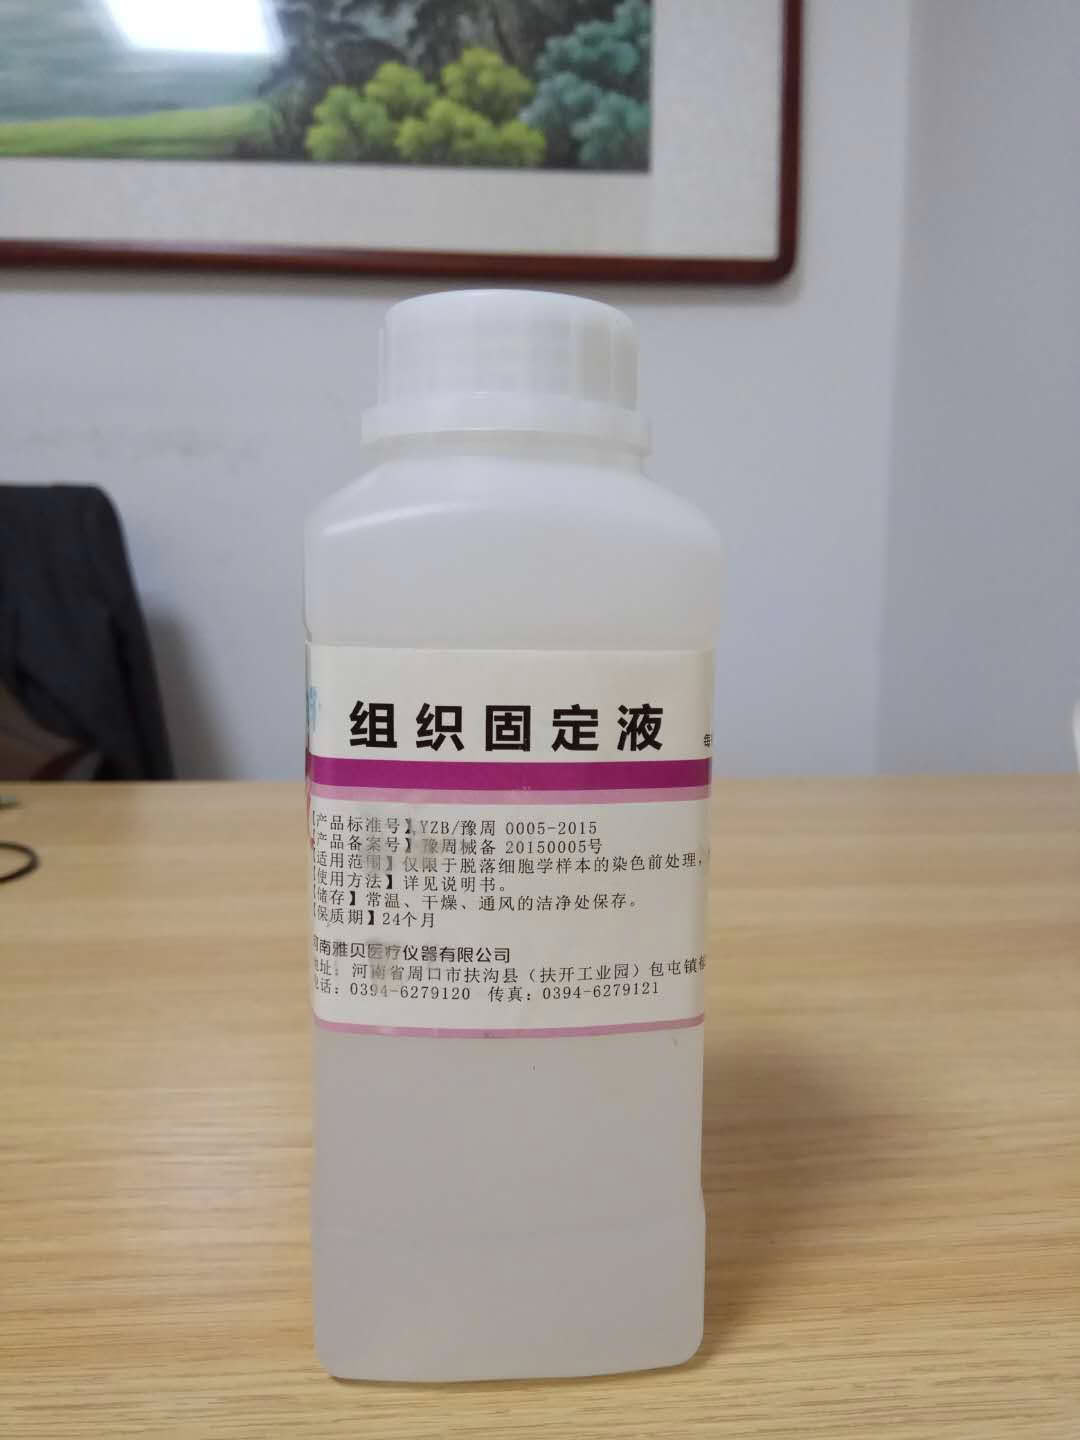 组织固定液
每
【产品标准号】YZB/豫周 0005-2015
【产品备案号】豫周械备 20150005号
【适用范围】仅限于脱落细胞学样本的染色前处理,
【使用方法】详见说明书。
【储存】常温、干燥、通风的洁净处保存。
【保质期】24个月
河南雅贝医疗仪器有限公司
地址: 河南省周口市扶沟县(扶开工业园)包屯镇
电话: 0394-6279120 传真: 0394-6279121